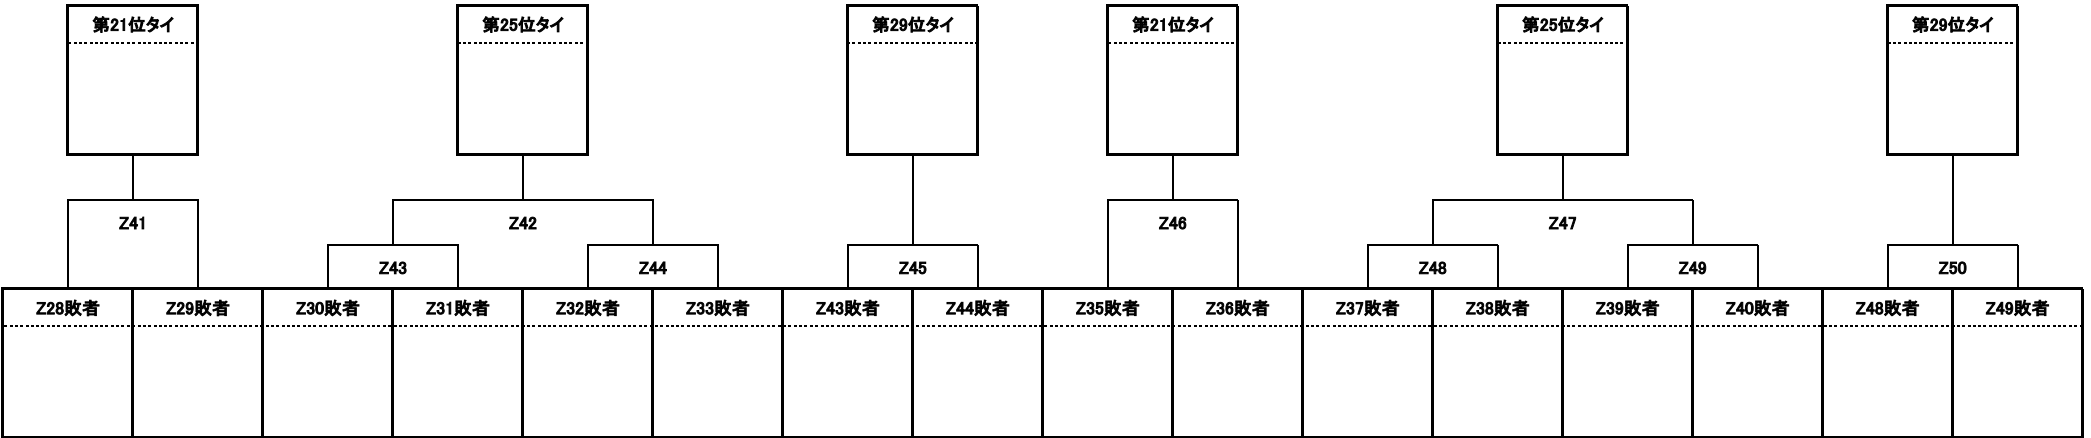 第21位タイ
第25位タイ
第29位タイ
第21位タイ
第25位タイ
第29位タイ
Z41
Z42
Z46
Z47
Z43
Z44
Z45
Z48
Z49
Z50
Z28敗者
Z29敗者
Z30敗者
Z31敗者
Z32敗者
Z33敗者
Z43敗者
Z44敗者
Z35敗者
Z36敗者
Z37敗者
Z38敗者
Z39敗者
Z40敗者
Z48敗者
Z49敗者